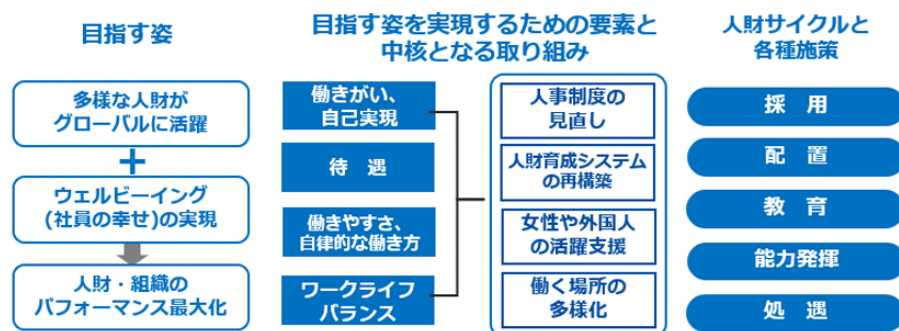 目指す姿
多様な人財が
グローバルに活躍
+
ウェルビーイング
(社員の幸せ)の実現
人財・組織の
パフォーマンス最大化
目指す姿を実現するための要素と
中核となる取り組み
働きがい、
自己実現
待 遇
働きやすさ、
自律的な働き方
ワークライフ
バランス
人事制度の
見直し
人財育成システム
の再構築
女性や外国人
の活躍支援
働く場所の
多様化
人財サイクルと
各種施策
採 用
配 置
教 育
能力発揮
処 遇